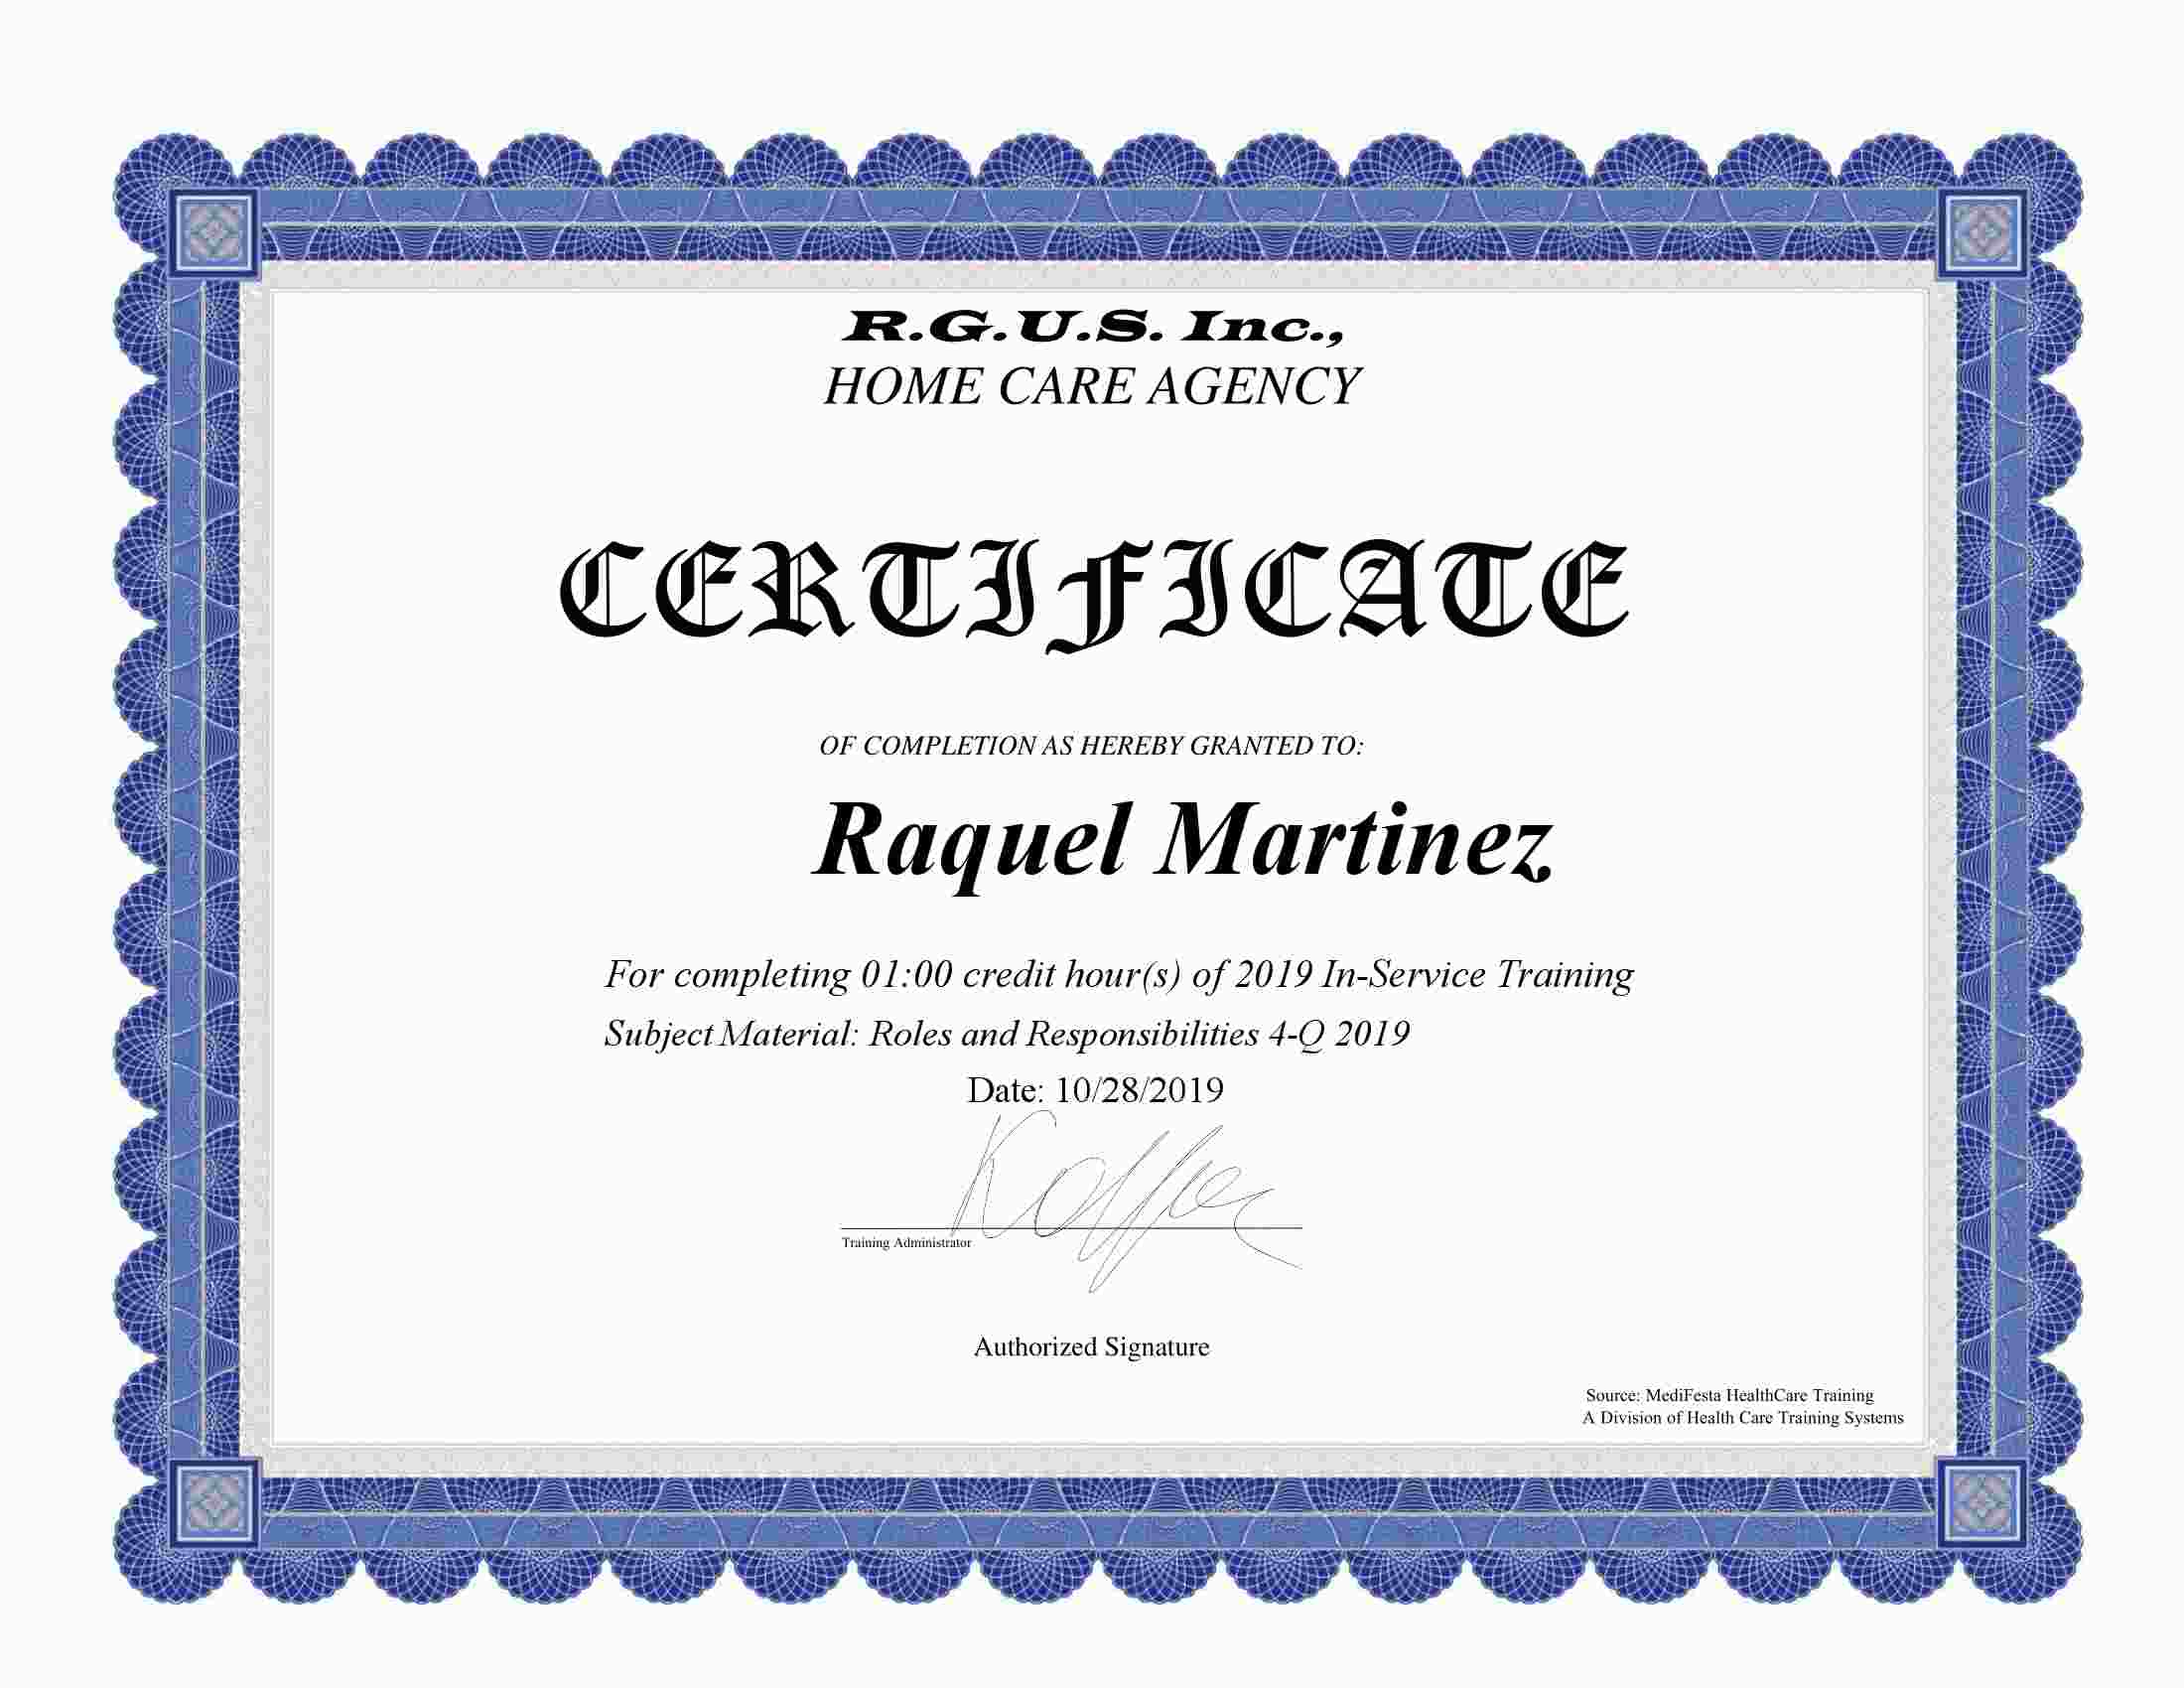 R.G.U.S. Inc.,
HOME CARE AGENCY
CERTIFICATE
OF COMPLETION AS HEREBY GRANTED TO:
Raquel Martinez
For completing 01:00 credit hour(s) of 2019 In-Service Training
Subject Material: Roles and Responsibilities 4-Q 2019
Date: 10/28/2019
Training Administrator
Authorized Signature
Source: MediFesta HealthCare Training
A Division of Health Care Training Systems